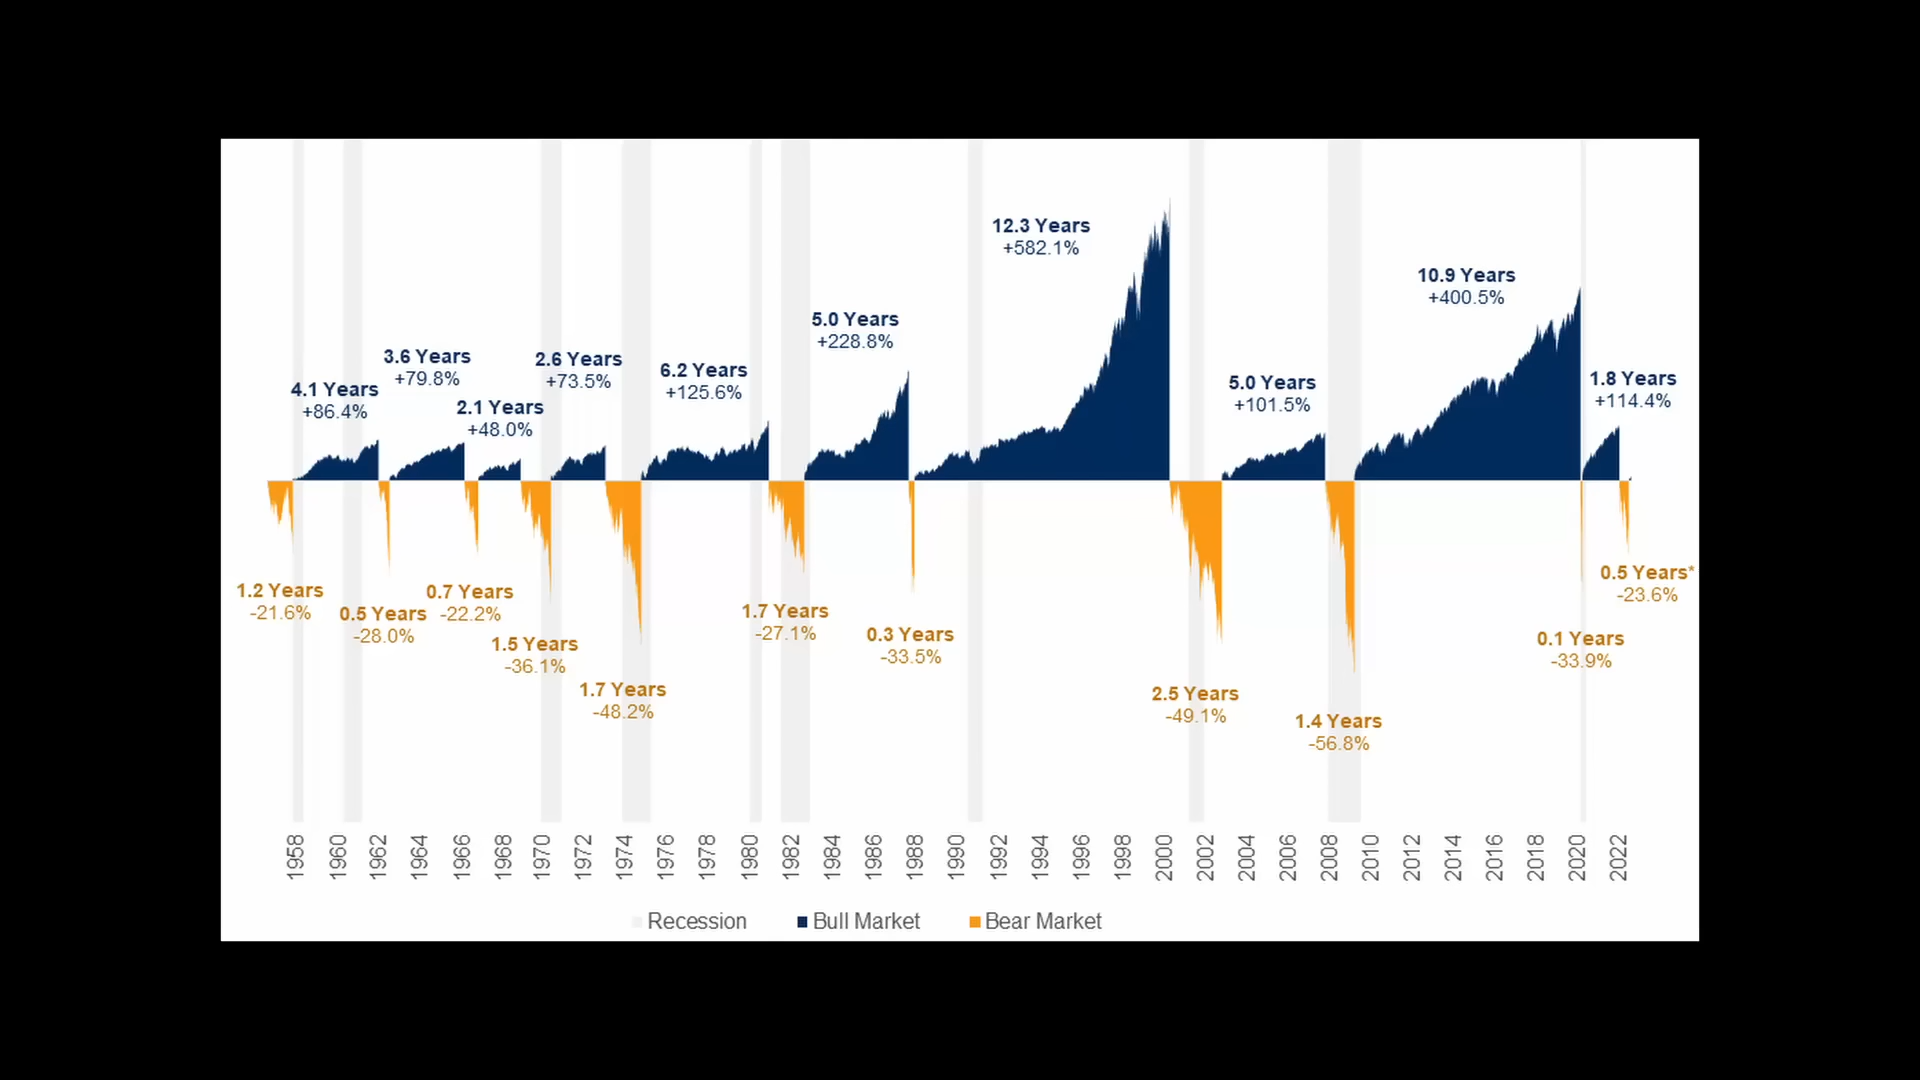 12.3 Years
+582.1%
10.9 Years
+400.5%
5.0 Years
+228.8%
3.6 Years
+79.8%
2.6 Years
+73.5%
6.2 Years
+125.6%
4.1 Years
+86.4%
2.1 Years
+48.0%
5.0 Years
+101.5%
1.8 Years
+114.4%
1.2 Years
-21.6%
0.5 Years
-28.0%
0.7 Years
-22.2%
1.5 Years
-36.1%
1.7 Years
-48.2%
1.7 Years
-27.1%
0.3 Years
-33.5%
2.5 Years
-49.1%
1.4 Years
-56.8%
0.1 Years
-33.9%
0.5 Years*
-23.6%
1958
1960
1962
1964
1966
1968
1970
1972
1974
1976
1978
1980
1982
1984
1986
1988
1990
1992
1994
1996
1998
2000
2002
2004
2006
2008
2010
2012
2014
2016
2018
2020
2022
Recession
Bull Market
Bear Market